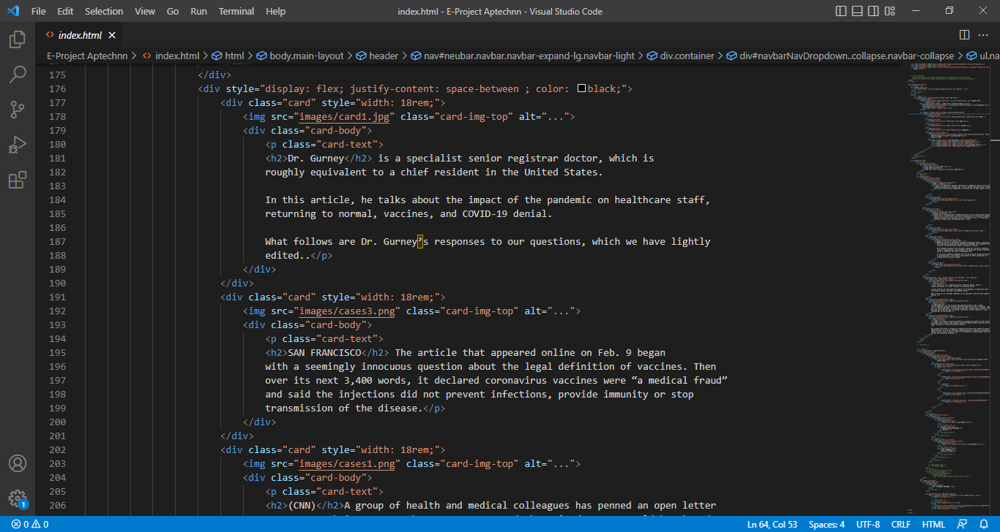 File Edit Selection View Go Run Terminal Help index.html - E-Project Aptechnn - Visual Studio Code
<> index.html ×
E-Project Aptechnn > <> index.html > html > body.main-layout > header > nav#neubar.navbar.navbar-expand-lg.navbar-light > div.container > div#navbarNavDropdown..collapse.navbar-collapse > ul.na
175 </div>
176 <div style="display: flex; justify-content: space-between ; color: black;">
177 <div class="card" style="width: 18rem;">
178 <img src="images/card1.jpg" class="card-img-top" alt="...">
179 <div class="card-body">
180 <p class="card-text">
181 <h2>Dr. Gurney</h2> is a specialist senior registrar doctor, which is
182 roughly equivalent to a chief resident in the United States.
183
184 In this article, he talks about the impact of the pandemic on healthcare staff,
185 returning to normal, vaccines, and COVID-19 denial.
186
187 What follows are Dr. Gurney’s responses to our questions, which we have lightly
188 edited..</p>
189 </div>
190 </div>
191 <div class="card" style="width: 18rem;">
192 <img src="images/cases3.png" class="card-img-top" alt="...">
193 <div class="card-body">
194 <p class="card-text">
195 <h2>SAN FRANCISCO</h2> The article that appeared online on Feb. 9 began
196 with a seemingly innocuous question about the legal definition of vaccines. Then
197 over its next 3,400 words, it declared coronavirus vaccines were “a medical fraud”
198 and said the injections did not prevent infections, provide immunity or stop
199 transmission of the disease.</p>
200 </div>
201 </div>
202 <div class="card" style="width: 18rem;">
203 <img src="images/cases1.png" class="card-img-top" alt="...">
204 <div class="card-body">
205 <p class="card-text">
206 <h2>(CNN)</h2>A group of health and medical colleagues has penned an open letter
1
0 0 Ln 64, Col 53 Spaces: 4 UTF-8 CRLF HTML